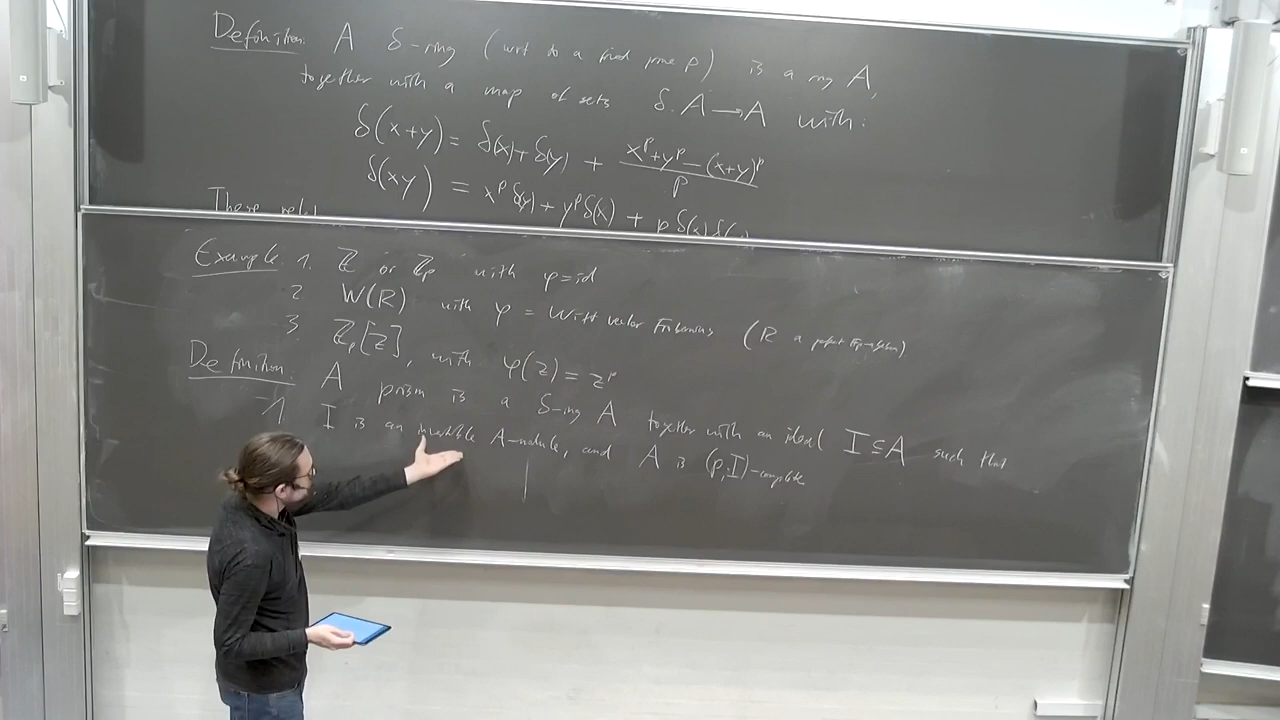 Definition. A δ-ring (wrt to a fixed prime p) is a ring A,
together with a map of sets δ: A → A with:
δ(x+y) = δ(x) + δ(y) + (x^p + y^p - (x+y)^p)/p
δ(xy) = x^p δ(y) + y^p δ(x) + p δ(x) δ(
These rel
Example. 1. ℤ or ℤ_p with φ = id
2 W(R) with φ = Witt vector Frobenius (R a perfect F_p-algebra)
3. ℤ_p[z], with φ(z) = z^p
Definition. A prism is a δ-ring A together with an ideal I ⊆ A such that
1 I is an invertible A-module, and A is (p,I)-complete